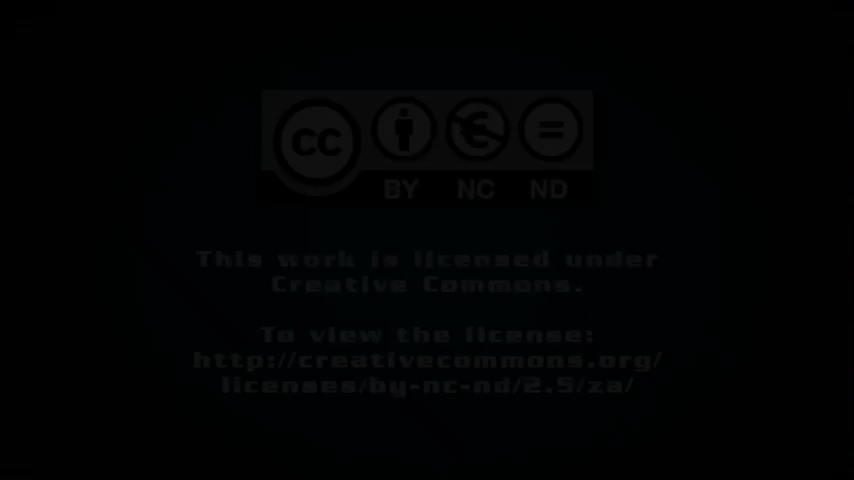 CC
BY NC ND
This work is licensed under
Creative Commons.
To view the license:
http://creativecommons.org/
licenses/by-nc-nd/2.5/za/